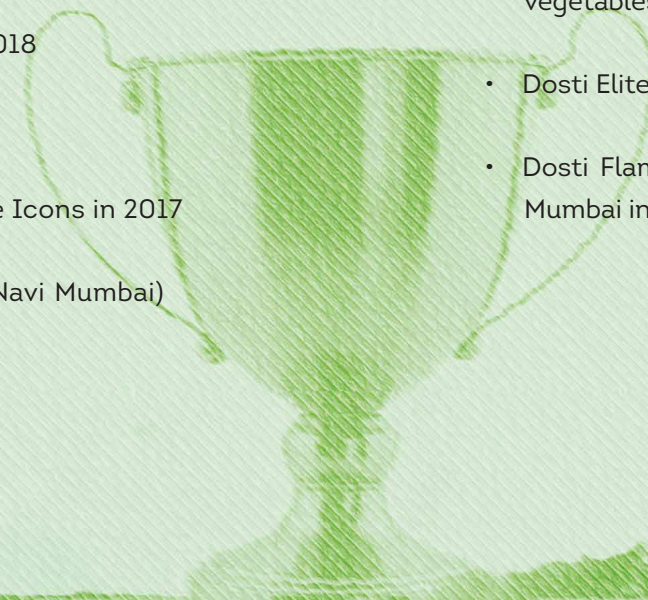 018
e Icons in 2017
Navi Mumbai)
vegetables
• Dosti Elite
• Dosti Flam
Mumbai in